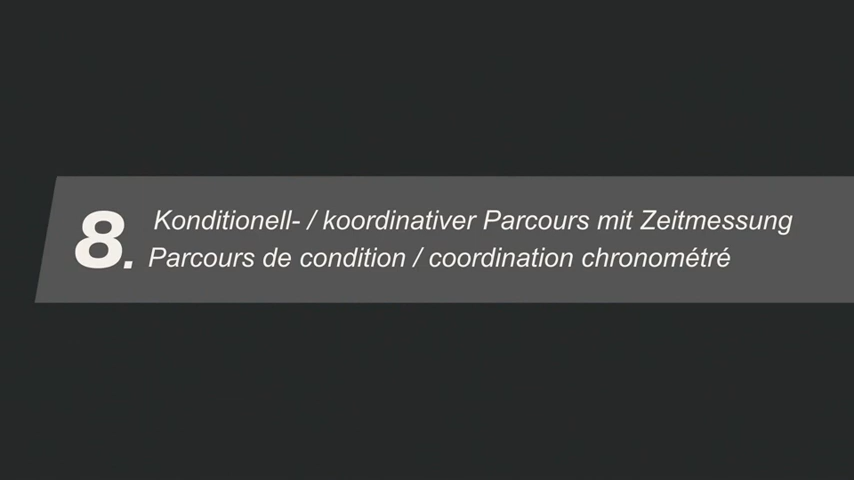 8. Konditionell- / koordinativer Parcours mit Zeitmessung
Parcours de condition / coordination chronométré